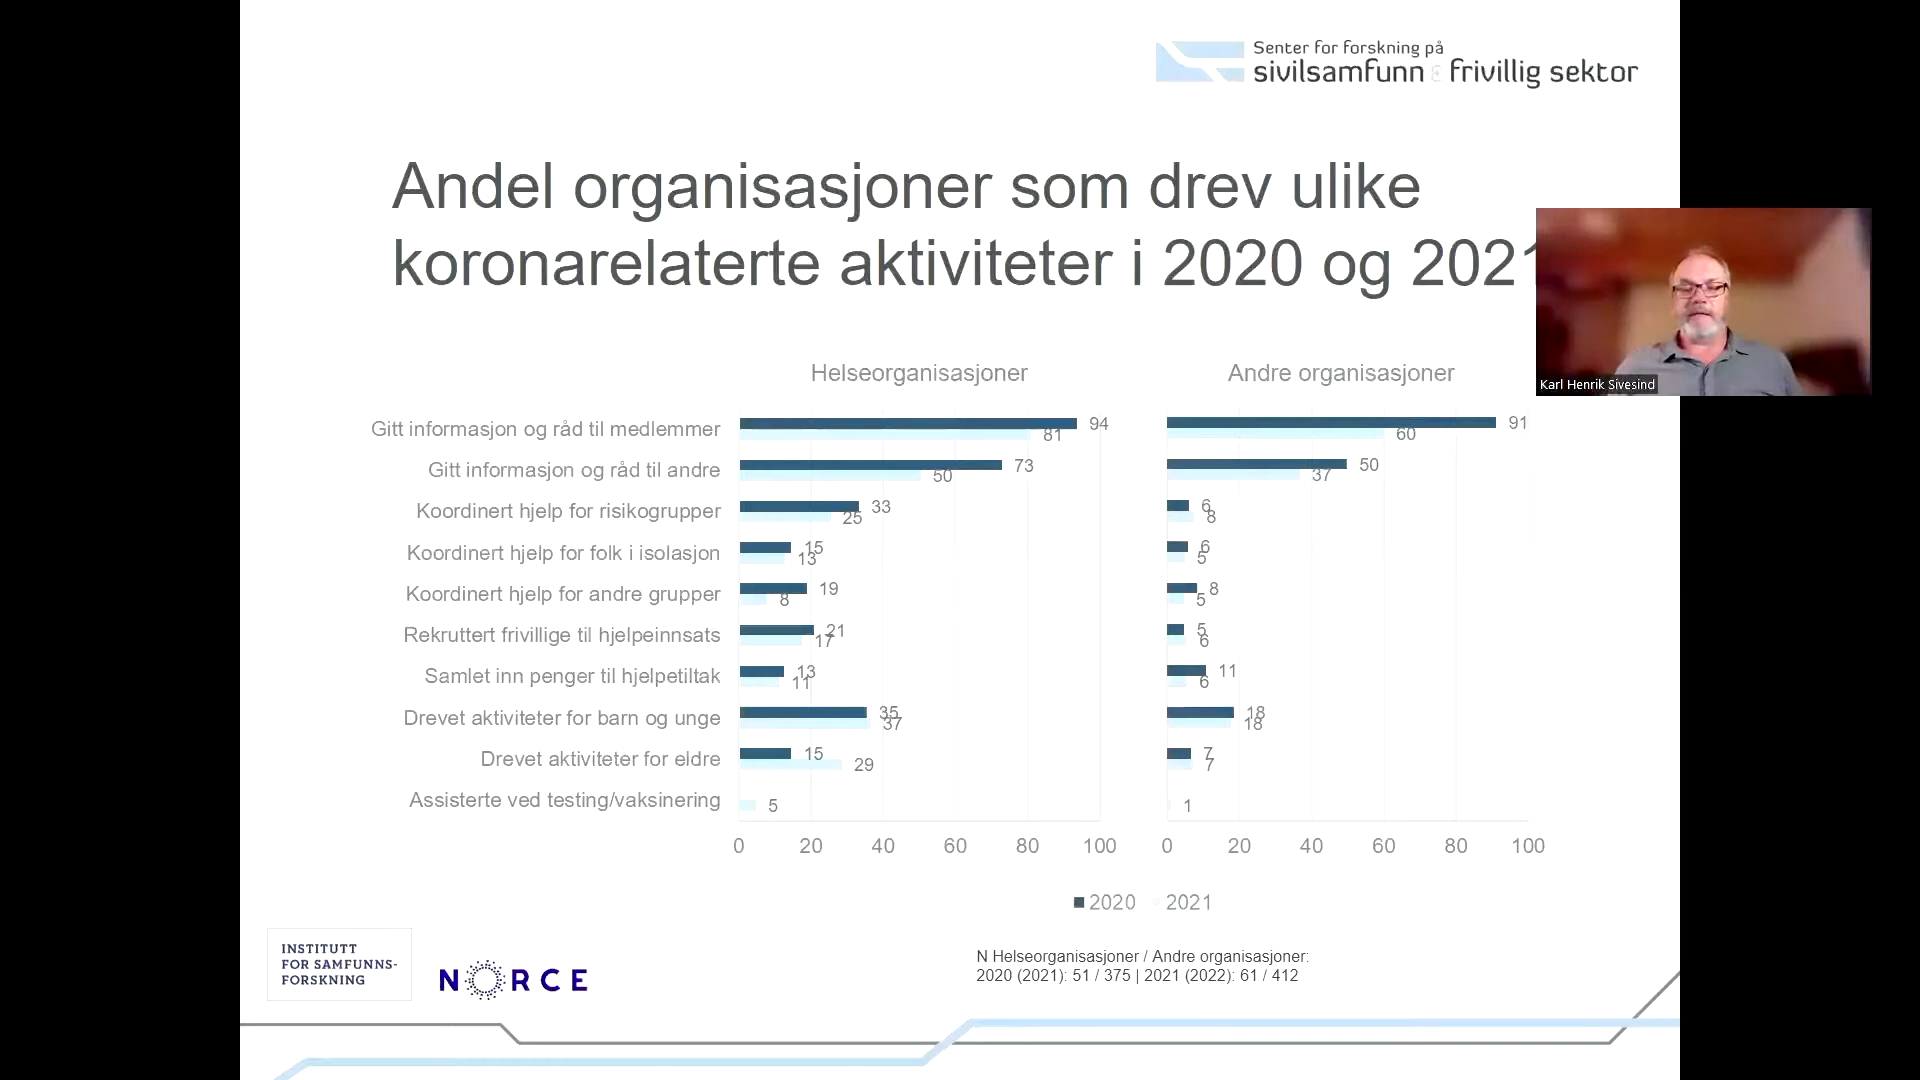 Senter for forskning på
sivilsamfunn & frivillig sektor
Andel organisasjoner som drev ulike
koronarelaterte aktiviteter i 2020 og 2021
Karl Henrik Sivesind
Helseorganisasjoner
Andre organisasjoner
Gitt informasjon og råd til medlemmer 94 81 91 60
Gitt informasjon og råd til andre 73 50 50 37
Koordinert hjelp for risikogrupper 33 25 6 8
Koordinert hjelp for folk i isolasjon 15 13 6 5
Koordinert hjelp for andre grupper 19 8 8 5
Rekruttert frivillige til hjelpeinnsats 21 17 5 6
Samlet inn penger til hjelpetiltak 13 11 11 6
Drevet aktiviteter for barn og unge 35 37 18 18
Drevet aktiviteter for eldre 15 29 7 7
Assisterte ved testing/vaksinering 5 1
0 20 40 60 80 100 0 20 40 60 80 100
2020 2021
INSTITUTT
FOR SAMFUNNS-
FORSKNING
NORCE
N Helseorganisasjoner / Andre organisasjoner:
2020 (2021): 51 / 375 | 2021 (2022): 61 / 412